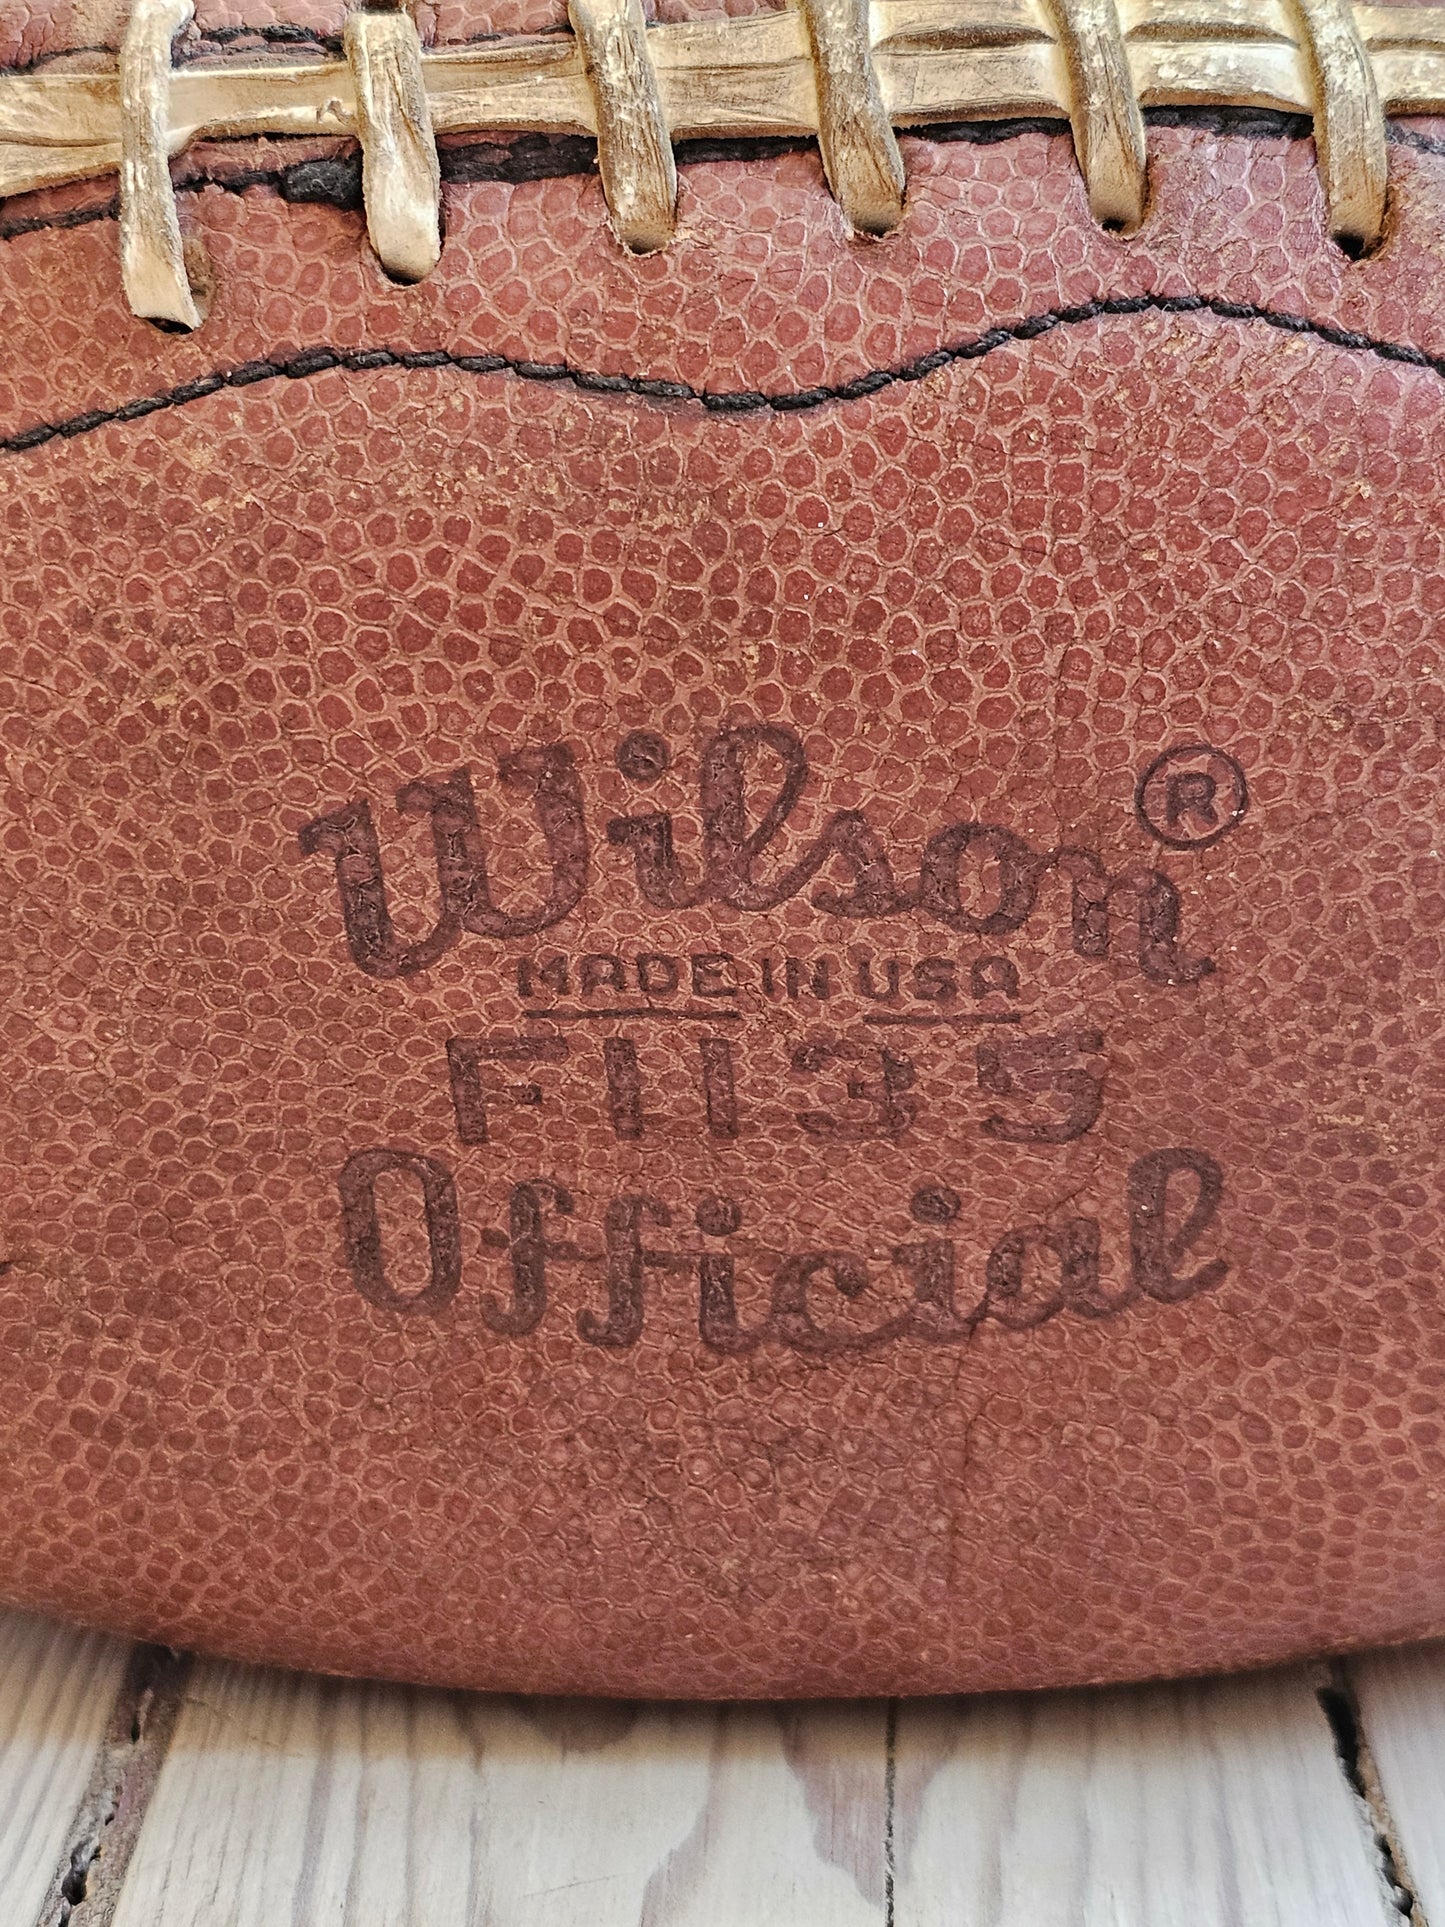 Wilson ®
MADE IN USA
F1135
Official